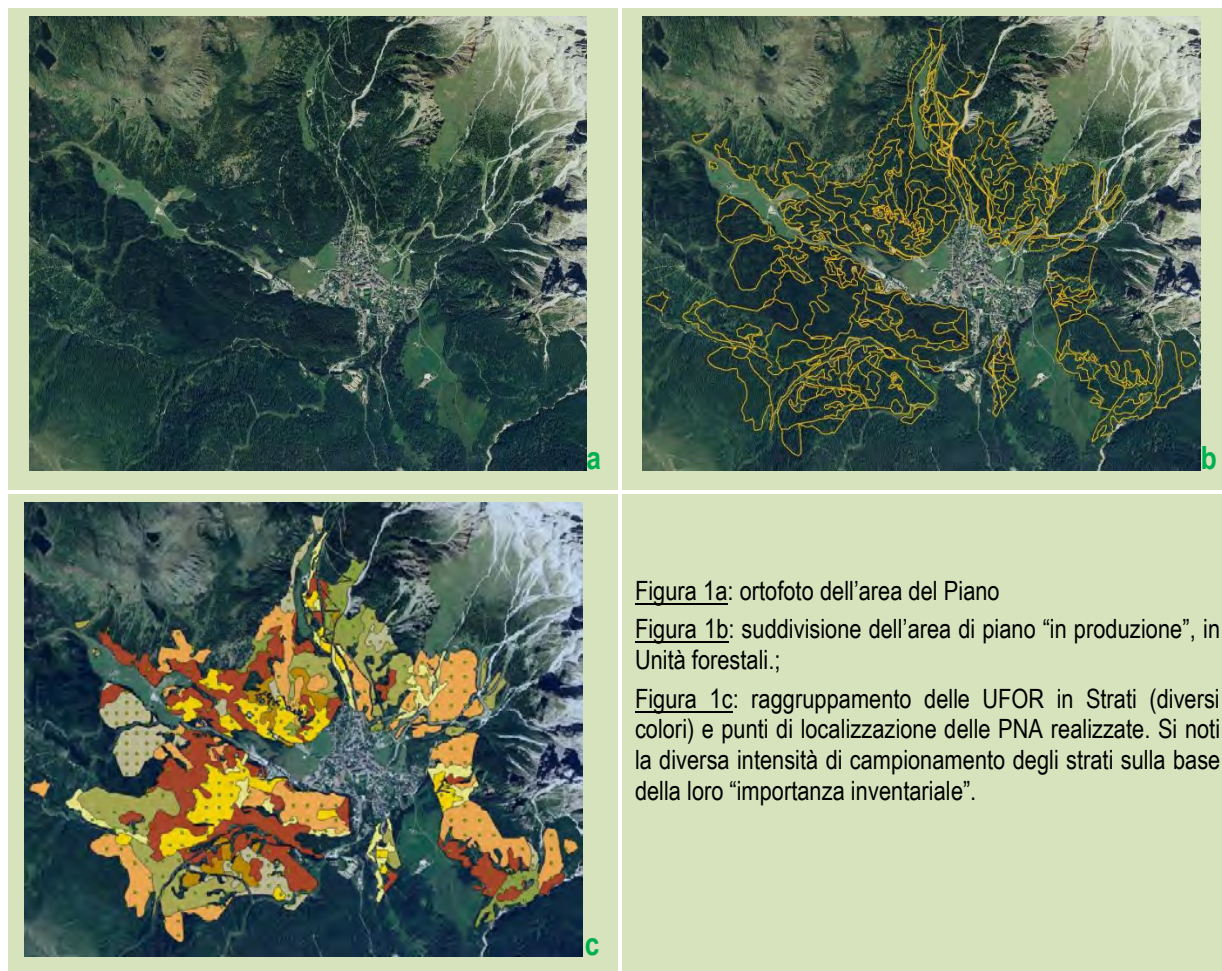 a
b
c
Figura 1a: ortofoto dell'area del Piano
Figura 1b: suddivisione dell'area di piano "in produzione", in
Unità forestali.;
Figura 1c: raggruppamento delle UFOR in Strati (diversi
colori) e punti di localizzazione delle PNA realizzate. Si noti
la diversa intensità di campionamento degli strati sulla base
della loro "importanza inventariale".